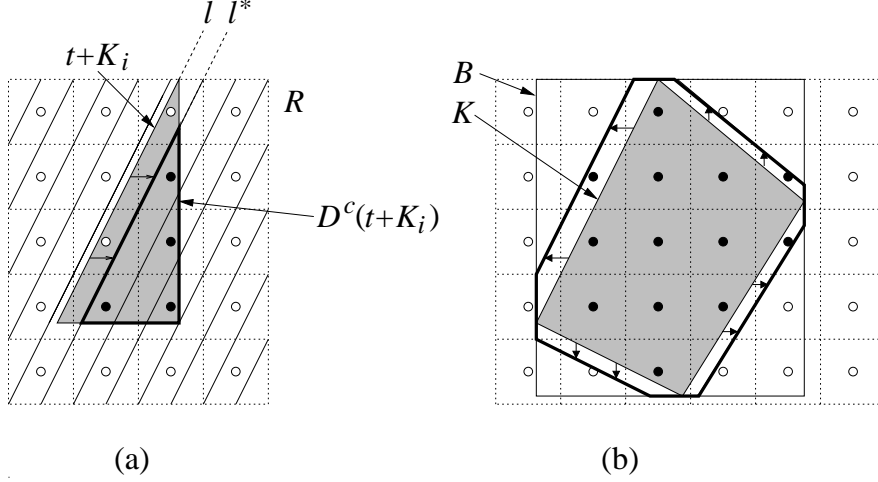 l l*
t+K_i
R
D^c(t+K_i)
(a)
B
K
(b)